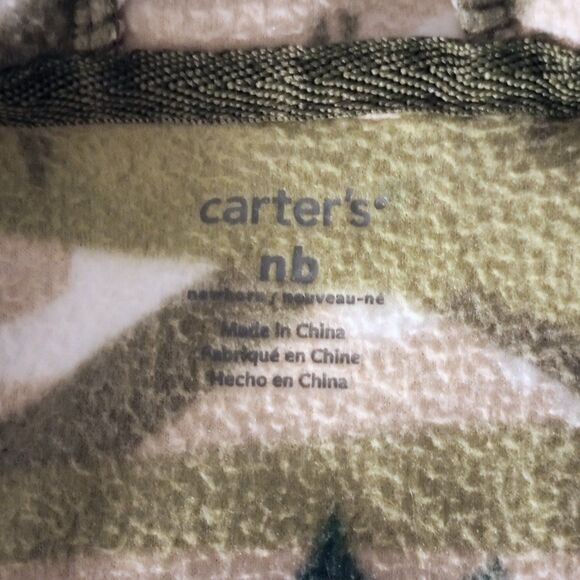 carter's
nb
newborn / nouveau-né
Made in China
Fabriqué en Chine
Hecho en China